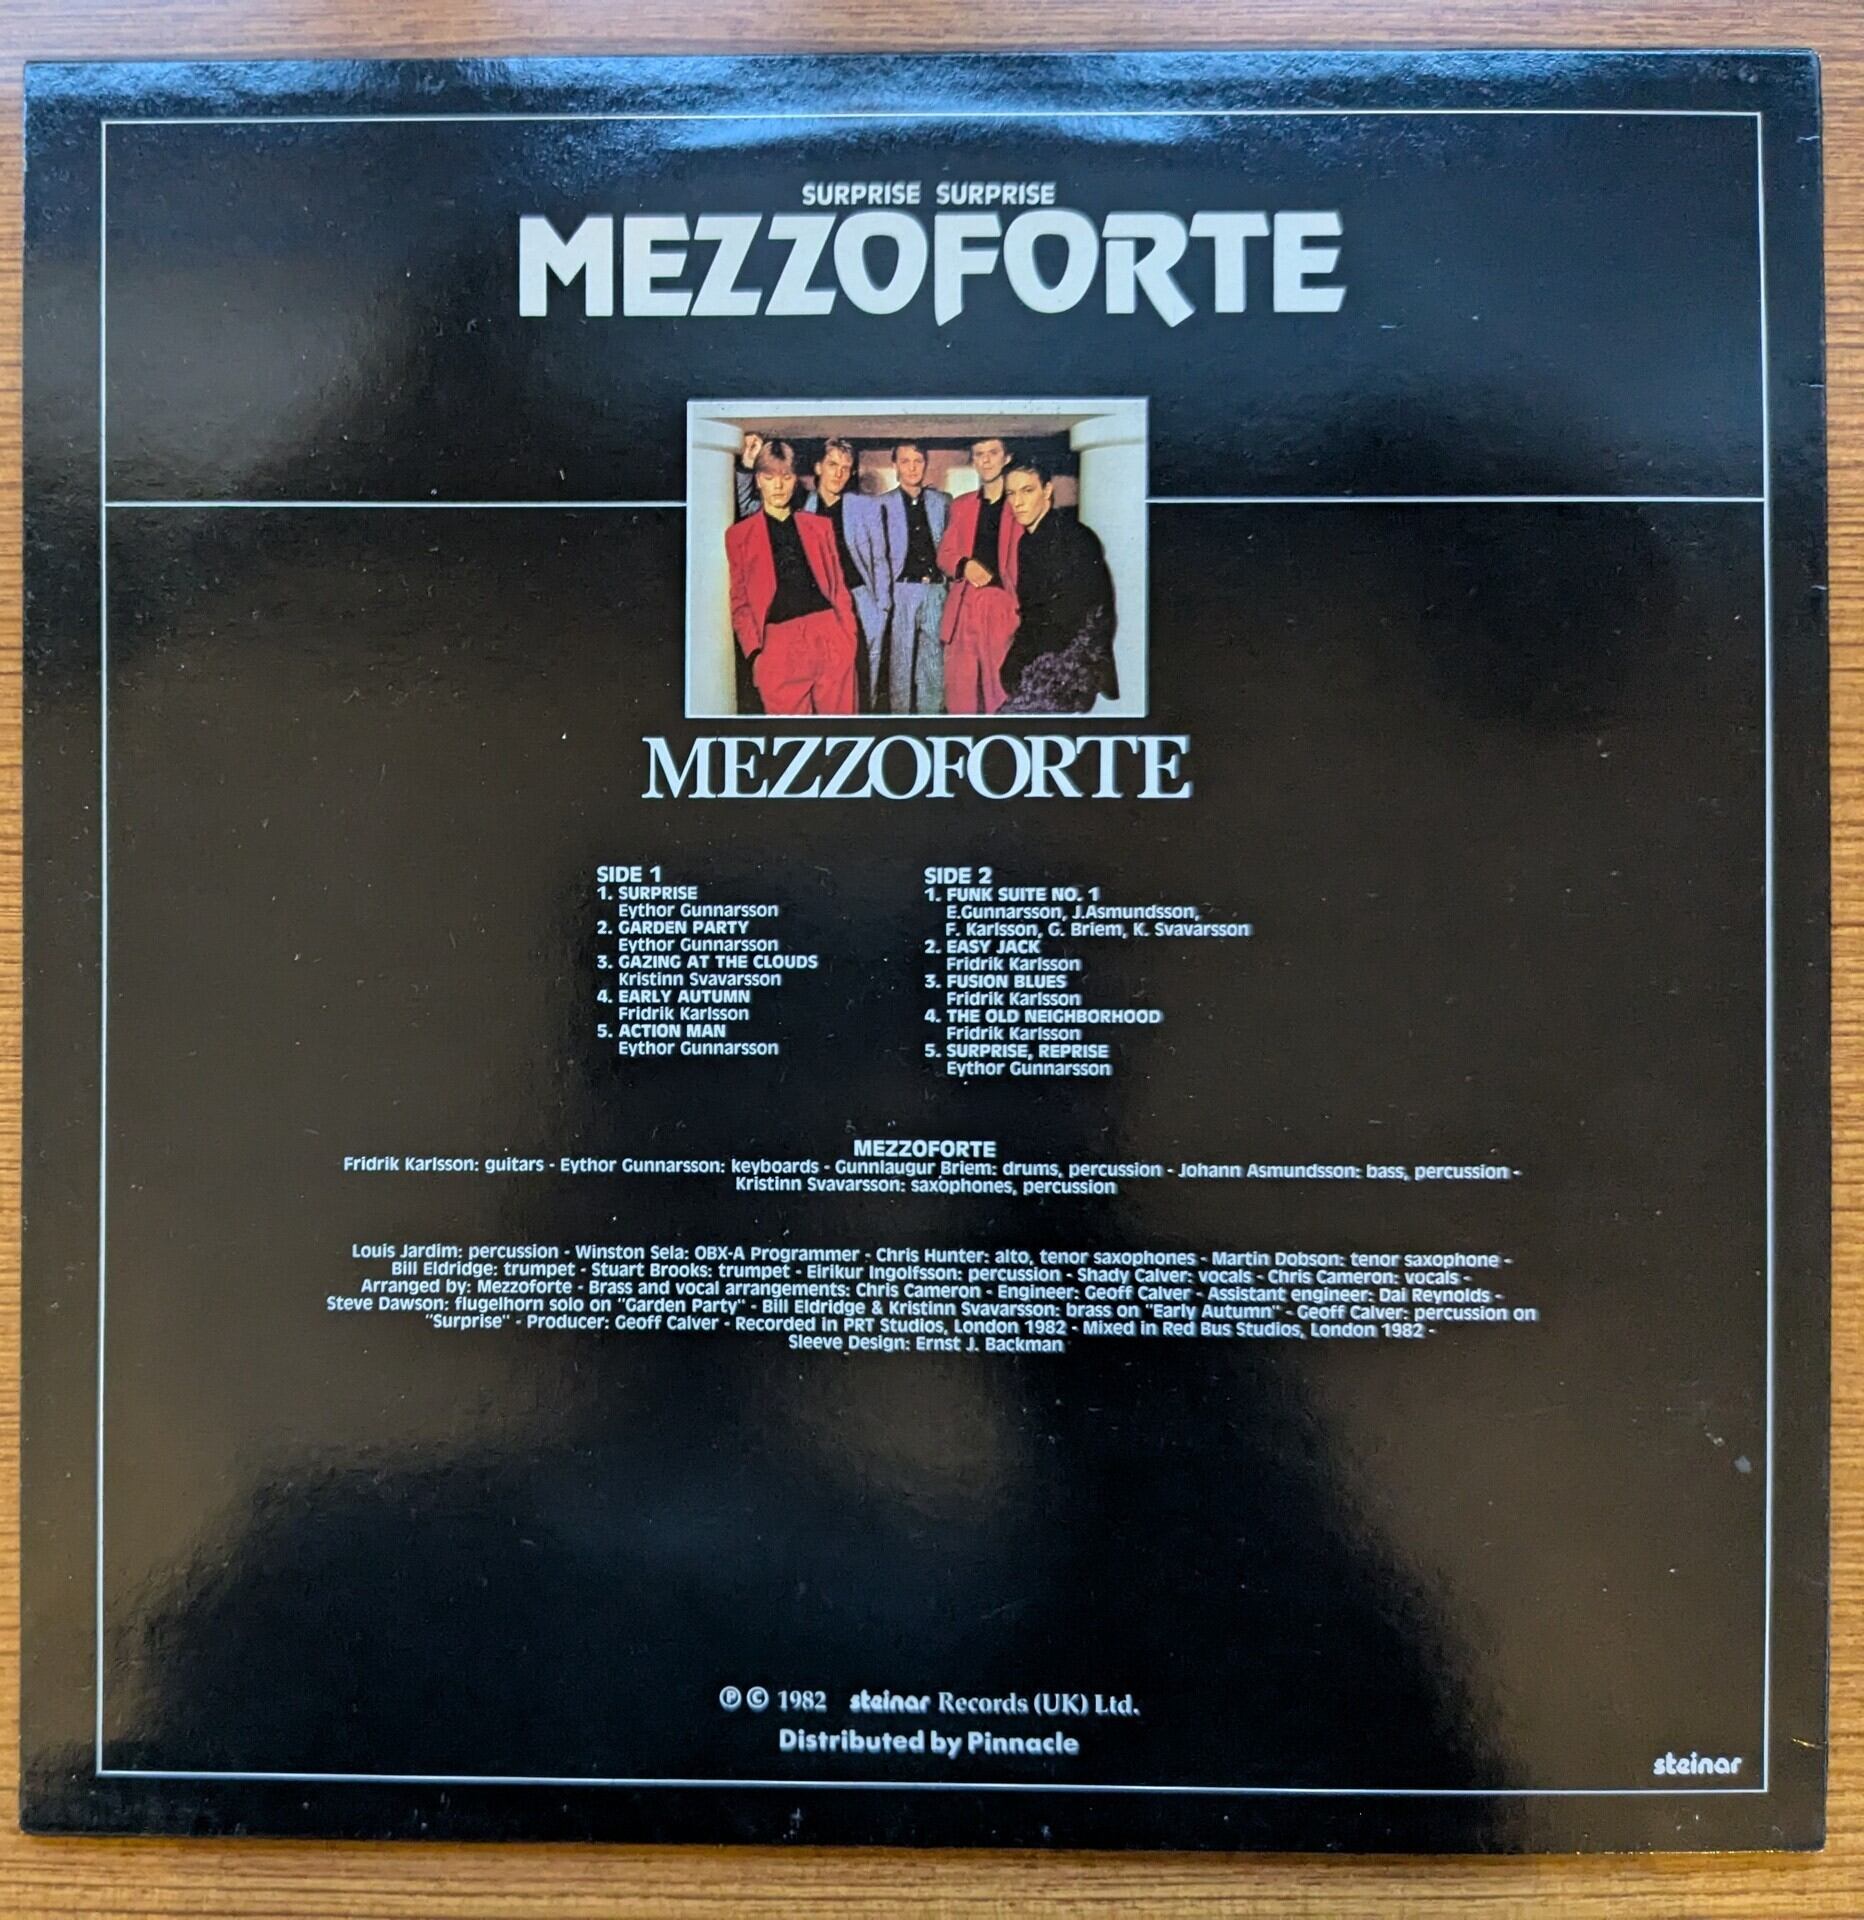 SURPRISE SURPRISE
MEZZOFORTE
MEZZOFORTE
SIDE 1
1. SURPRISE
Eythor Gunnarsson
2. GARDEN PARTY
Eythor Gunnarsson
3. GAZING AT THE CLOUDS
Kristinn Svavarsson
4. EARLY AUTUMN
Fridrik Karlsson
5. ACTION MAN
Eythor Gunnarsson
SIDE 2
1. FUNK SUITE NO. 1
E.Gunnarsson, J.Asmundsson,
F. Karlsson, G. Briem, K. Svavarsson
2. EASY JACK
Fridrik Karlsson
3. FUSION BLUES
Fridrik Karlsson
4. THE OLD NEIGHBORHOOD
Fridrik Karlsson
5. SURPRISE, REPRISE
Eythor Gunnarsson
MEZZOFORTE
Fridrik Karlsson: guitars - Eythor Gunnarsson: keyboards - Gunnlaugur Briem: drums, percussion - Johann Asmundsson: bass, percussion -
Kristinn Svavarsson: saxophones, percussion
Louis Jardim: percussion - Winston Sela: OBX-A Programmer - Chris Hunter: alto, tenor saxophones - Martin Dobson: tenor saxophone -
Bill Eldridge: trumpet - Stuart Brooks: trumpet - Eirikur Ingolfsson: percussion - Shady Calver: vocals - Chris Cameron: vocals -
Arranged by: Mezzoforte - Brass and vocal arrangements: Chris Cameron - Engineer: Geoff Calver - Assistant engineer: Dai Reynolds -
Steve Dawson: flugelhorn solo on "Garden Party" - Bill Eldridge & Kristinn Svavarsson: brass on "Early Autumn" - Geoff Calver: percussion on
"Surprise" - Producer: Geoff Calver - Recorded in PRT Studios, London 1982 - Mixed in Red Bus Studios, London 1982 -
Sleeve Design: Ernst J. Backman
℗ © 1982 steinar Records (UK) Ltd.
Distributed by Pinnacle
steinar